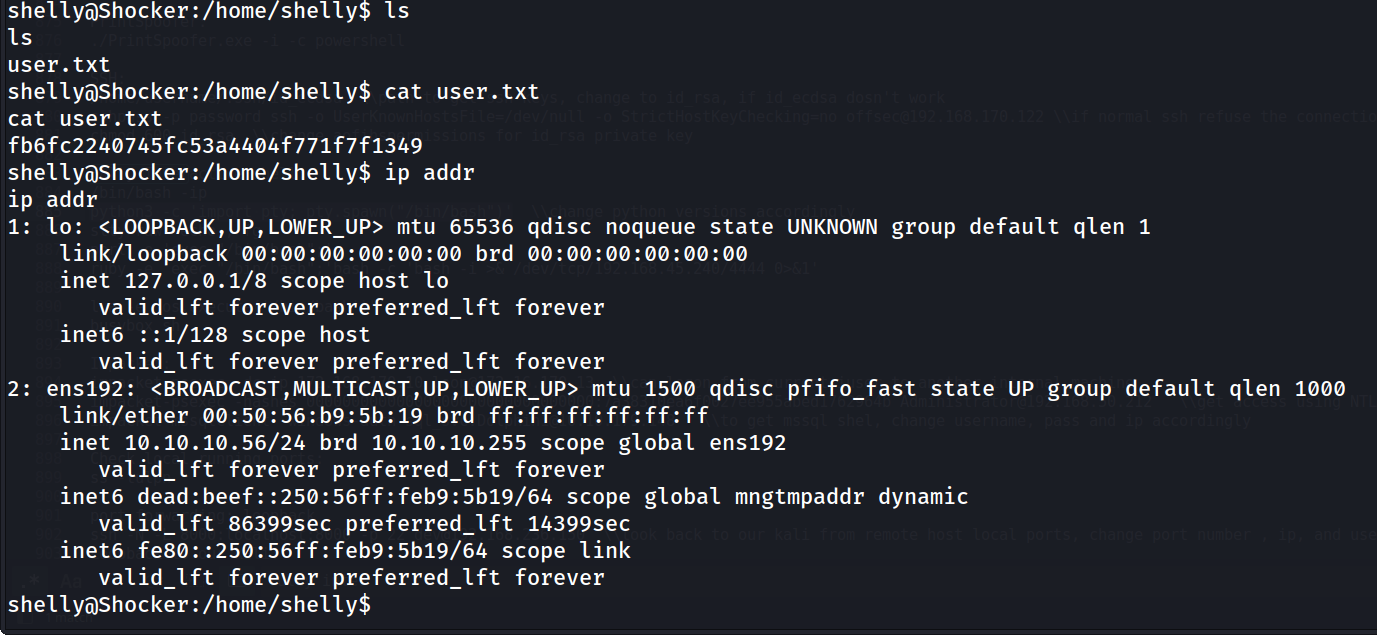 shelly@Shocker:/home/shelly$ ls
ls
user.txt
shelly@Shocker:/home/shelly$ cat user.txt
cat user.txt
fb6fc2240745fc53a4404f771f7f1349
shelly@Shocker:/home/shelly$ ip addr
ip addr
1: lo: <LOOPBACK,UP,LOWER_UP> mtu 65536 qdisc noqueue state UNKNOWN group default qlen 1
    link/loopback 00:00:00:00:00:00 brd 00:00:00:00:00:00
    inet 127.0.0.1/8 scope host lo
       valid_lft forever preferred_lft forever
    inet6 ::1/128 scope host
       valid_lft forever preferred_lft forever
2: ens192: <BROADCAST,MULTICAST,UP,LOWER_UP> mtu 1500 qdisc pfifo_fast state UP group default qlen 1000
    link/ether 00:50:56:b9:5b:19 brd ff:ff:ff:ff:ff:ff
    inet 10.10.10.56/24 brd 10.10.10.255 scope global ens192
       valid_lft forever preferred_lft forever
    inet6 dead:beef::250:56ff:feb9:5b19/64 scope global mngtmpaddr dynamic
       valid_lft 86399sec preferred_lft 14399sec
    inet6 fe80::250:56ff:feb9:5b19/64 scope link
       valid_lft forever preferred_lft forever
shelly@Shocker:/home/shelly$